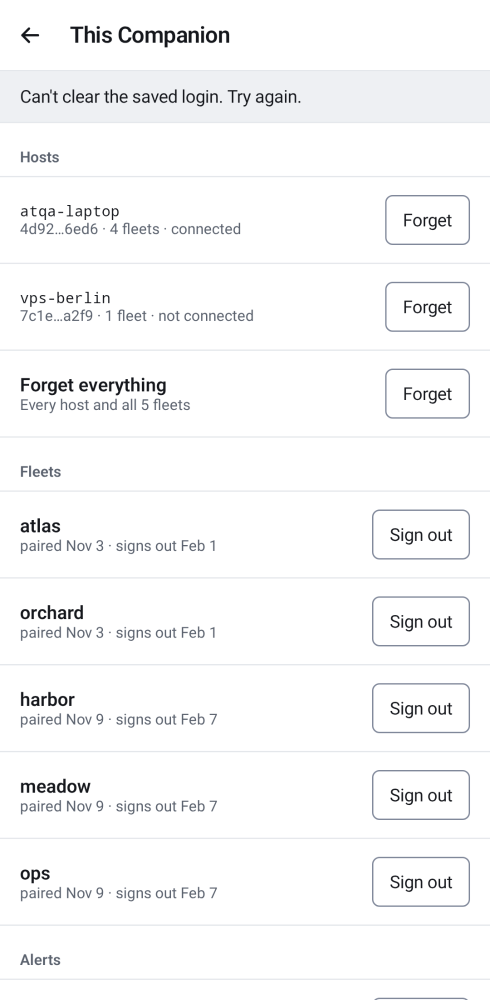 This Companion
Can't clear the saved login. Try again.
Hosts
atqa-laptop
4d92…6ed6 · 4 fleets · connected
Forget
vps-berlin
7c1e…a2f9 · 1 fleet · not connected
Forget
Forget everything
Every host and all 5 fleets
Forget
Fleets
atlas
paired Nov 3 · signs out Feb 1
Sign out
orchard
paired Nov 3 · signs out Feb 1
Sign out
harbor
paired Nov 9 · signs out Feb 7
Sign out
meadow
paired Nov 9 · signs out Feb 7
Sign out
ops
paired Nov 9 · signs out Feb 7
Sign out
Alerts